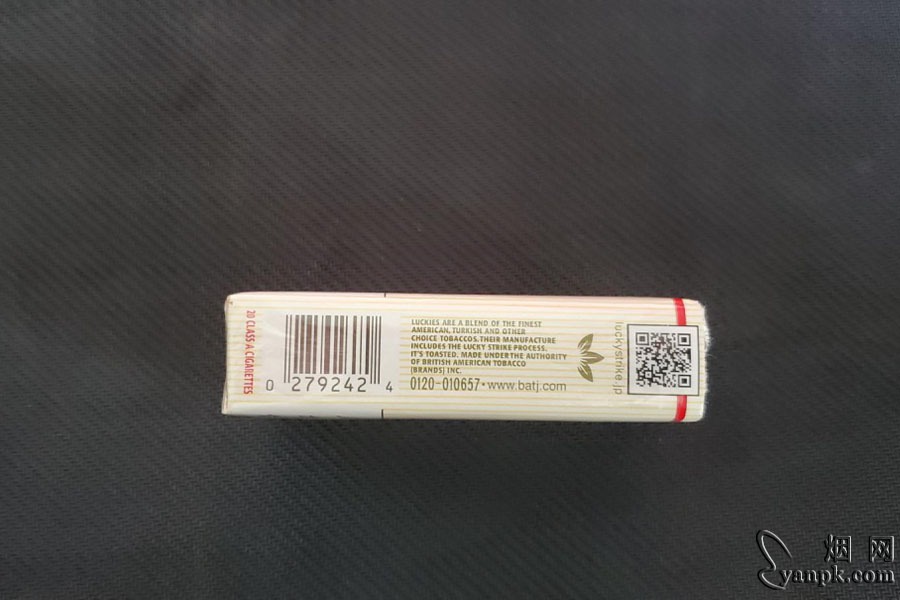 20 CLASS A CIGARETTES
0 279242 4
LUCKIES ARE A BLEND OF THE FINEST
AMERICAN, TURKISH AND OTHER
CHOICE TOBACCOS. THEIR MANUFACTURE
INCLUDES THE LUCKY STRIKE PROCESS.
IT'S TOASTED. MADE UNDER THE AUTHORITY
OF BRITISH AMERICAN TOBACCO
(BRANDS) INC.
0120-010657・www.batj.com
luckystrike.jp
烟网
yanpk.com